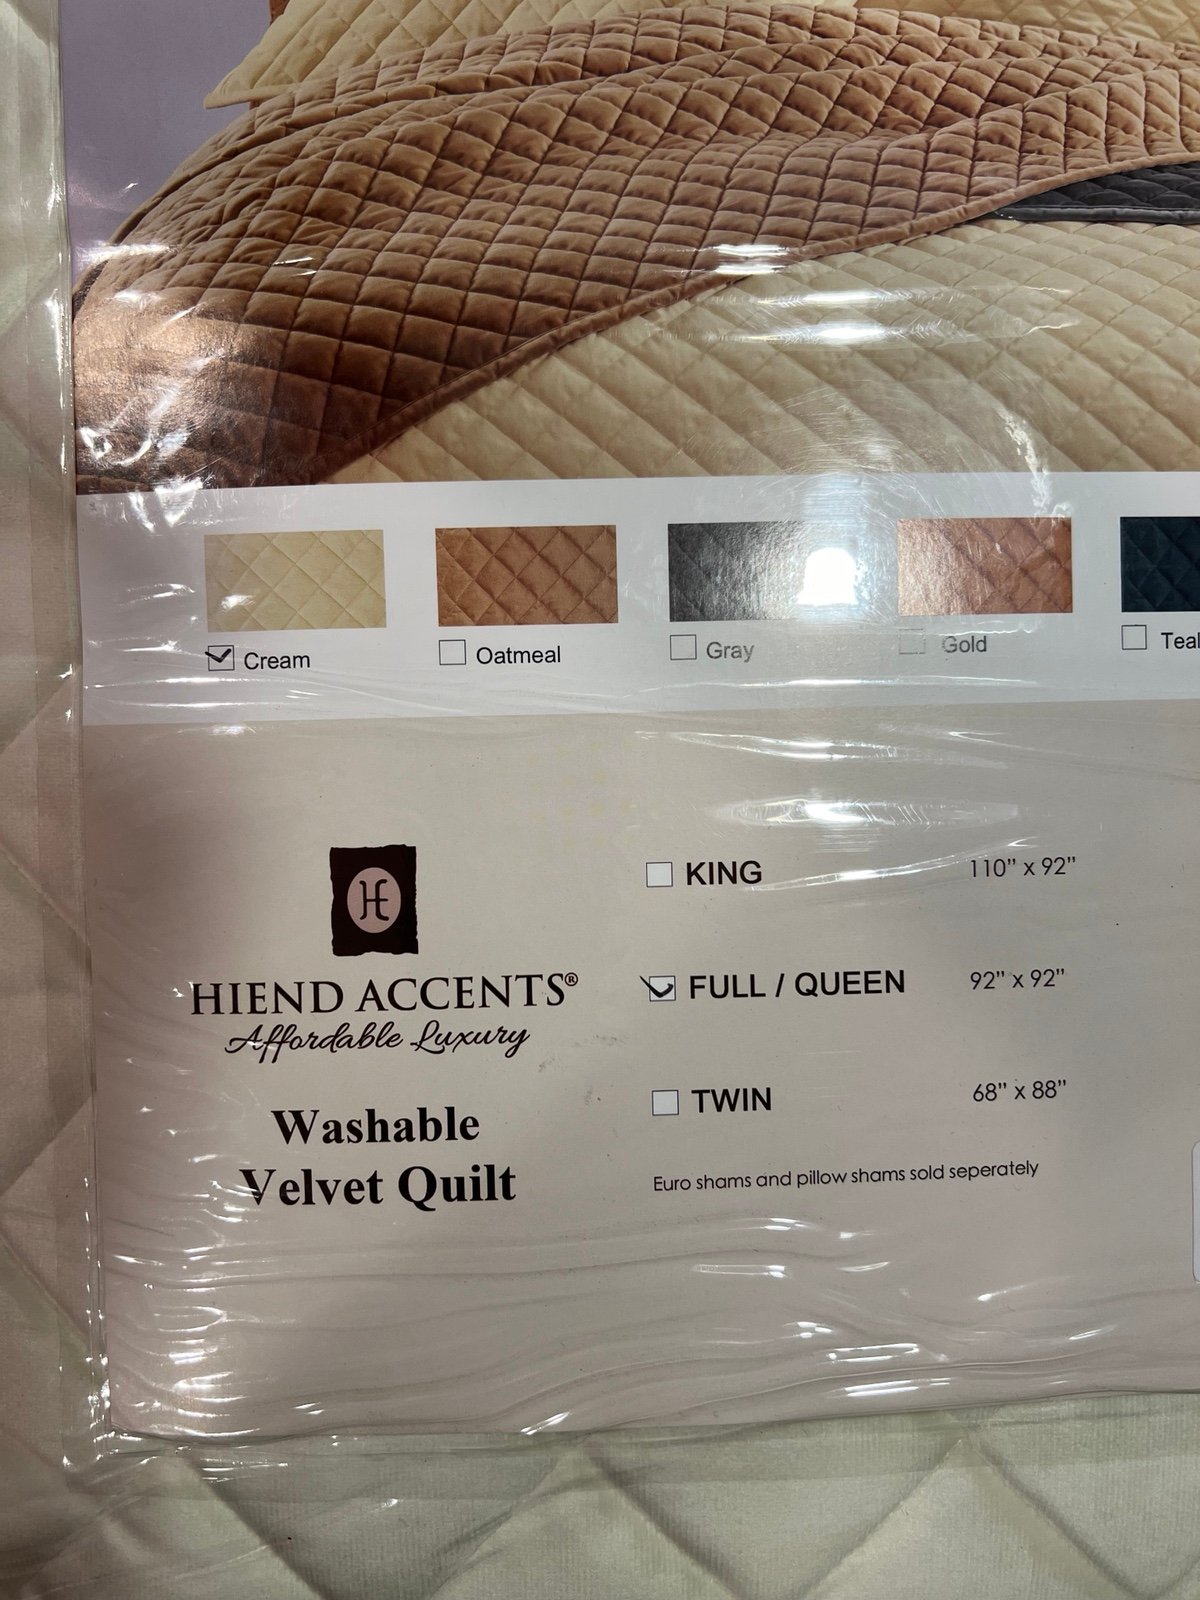 Cream
Oatmeal
Gray
Gold
Teal
HE
HIEND ACCENTS®
Affordable Luxury
Washable
Velvet Quilt
KING 110" x 92"
FULL / QUEEN 92" x 92"
TWIN 68" x 88"
Euro shams and pillow shams sold seperately